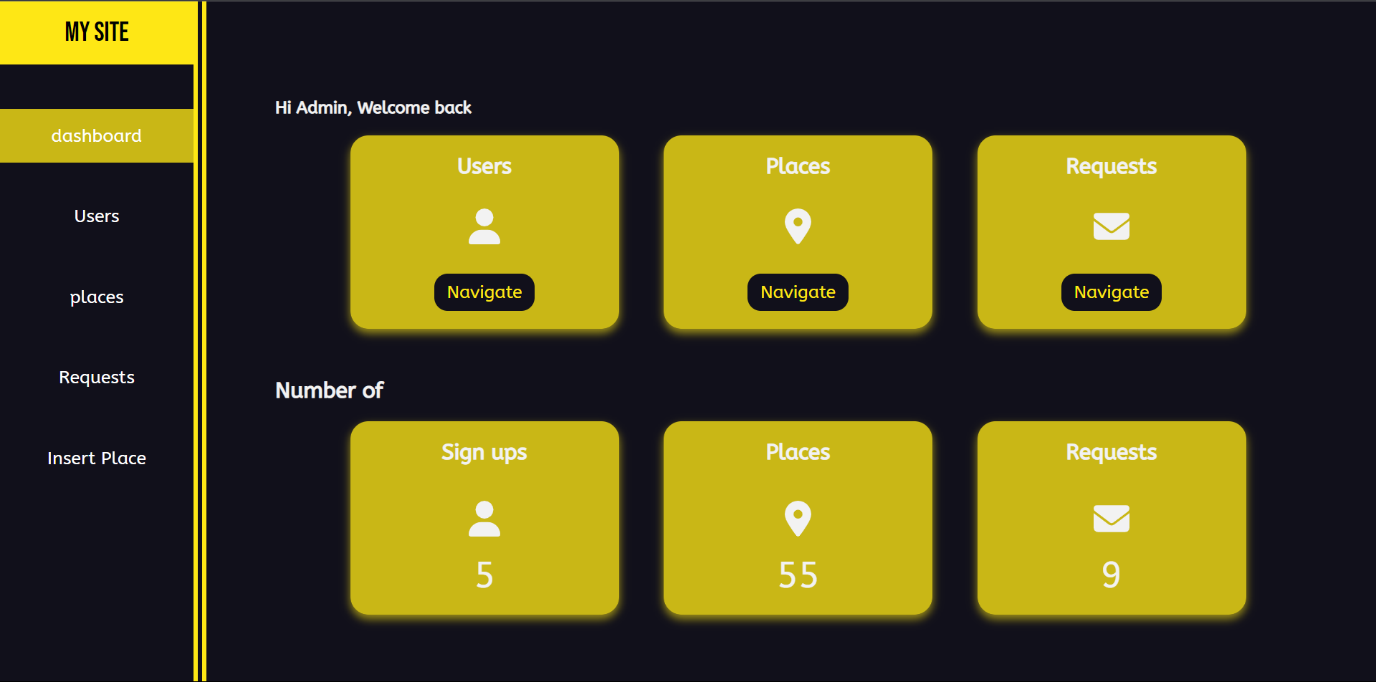 MY SITE
dashboard
Users
places
Requests
Insert Place
Hi Admin, Welcome back
Users
Navigate
Places
Navigate
Requests
Navigate
Number of
Sign ups
5
Places
55
Requests
9